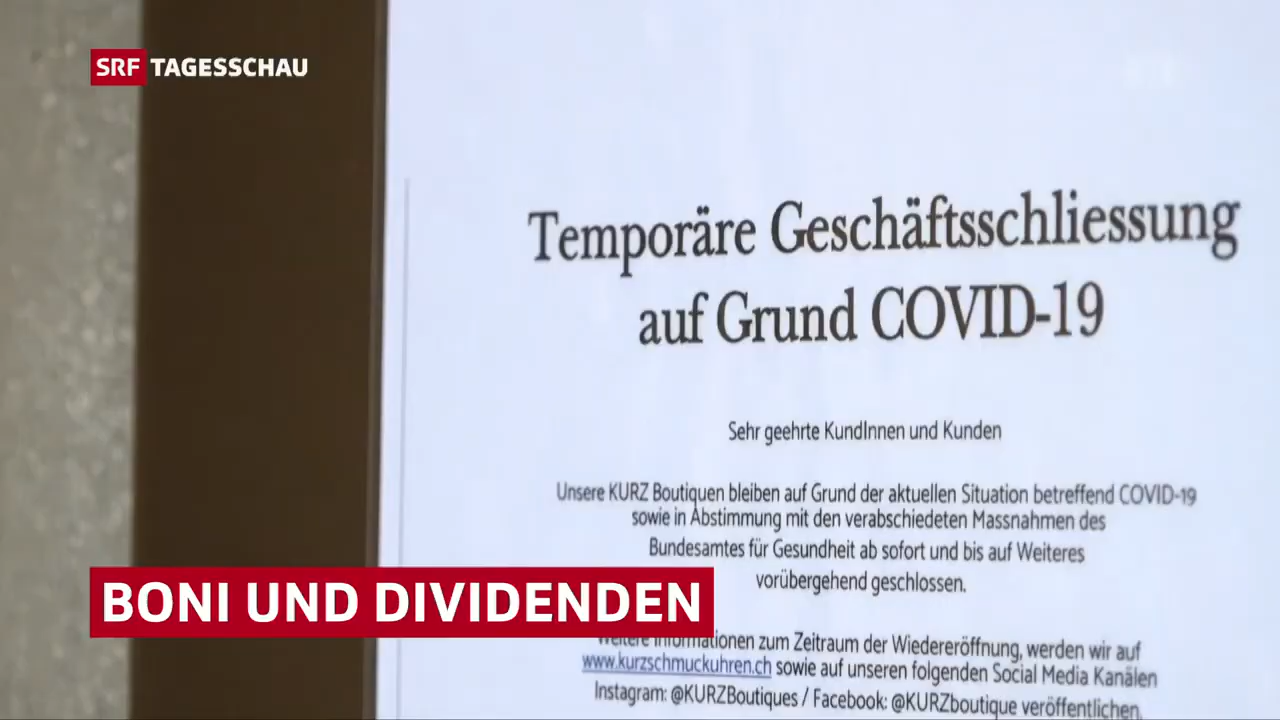 SRF TAGESSCHAU
Temporäre Geschäftsschliessung
auf Grund COVID-19
Sehr geehrte KundInnen und Kunden
Unsere KURZ Boutiquen bleiben auf Grund der aktuellen Situation betreffend COVID-19
sowie in Abstimmung mit den verabschiedeten Massnahmen des
Bundesamtes für Gesundheit ab sofort und bis auf Weiteres
vorübergehend geschlossen.
BONI UND DIVIDENDEN
Weitere Informationen zum Zeitraum der Wiedereröffnung, werden wir auf
www.kurzschmuckuhren.ch sowie auf unseren folgenden Social Media Kanälen
Instagram: @KURZBoutiques / Facebook: @KURZboutique veröffentlichen.